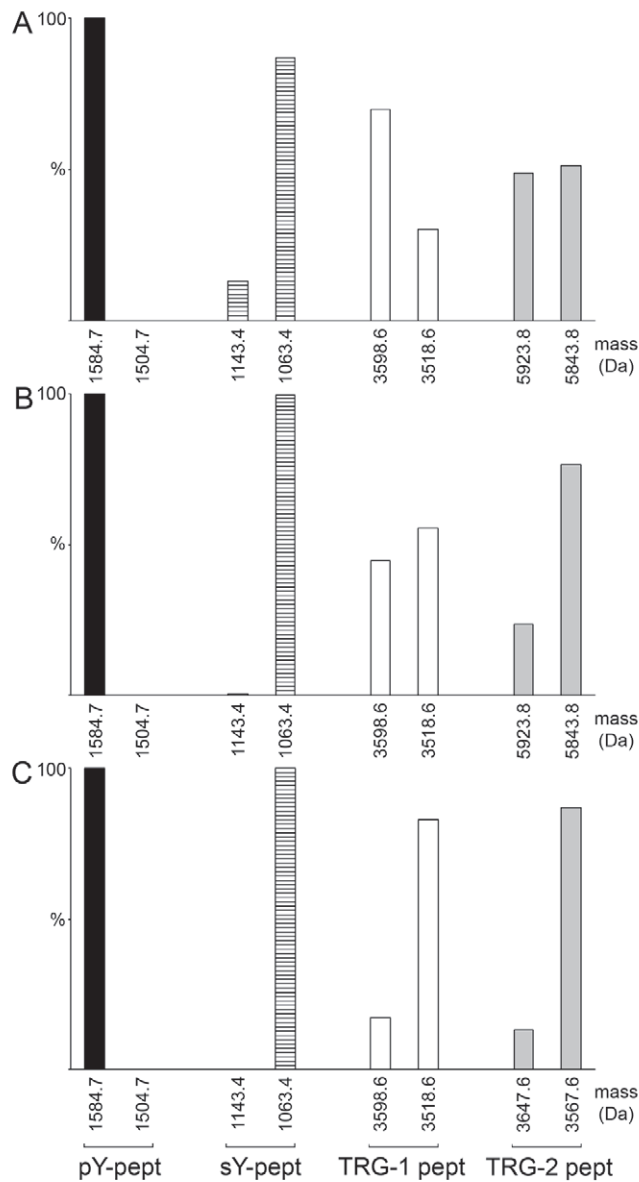 A
100
%
1584.7 1504.7 1143.4 1063.4 3598.6 3518.6 5923.8 5843.8 mass (Da)
B
100
%
1584.7 1504.7 1143.4 1063.4 3598.6 3518.6 5923.8 5843.8 mass (Da)
C
100
%
1584.7 1504.7 1143.4 1063.4 3598.6 3518.6 3647.6 3567.6 mass (Da)
pY-pept sY-pept TRG-1 pept TRG-2 pept